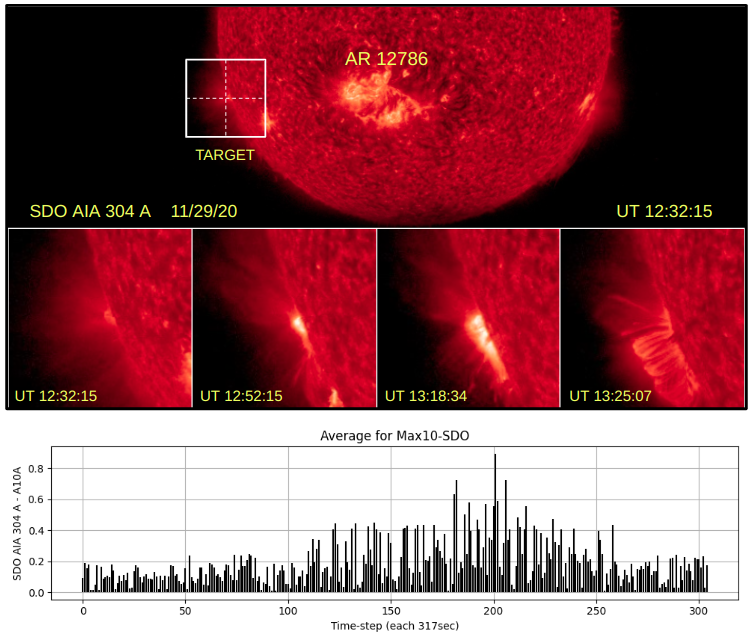 AR 12786
TARGET
SDO AIA 304 A 11/29/20
UT 12:32:15
UT 12:32:15
UT 12:52:15
UT 13:18:34
UT 13:25:07
Average for Max10-SDO
SDO AIA 304 A - A10A
0.8
0.6
0.4
0.2
0.0
0 50 100 150 200 250 300
Time-step (each 317sec)